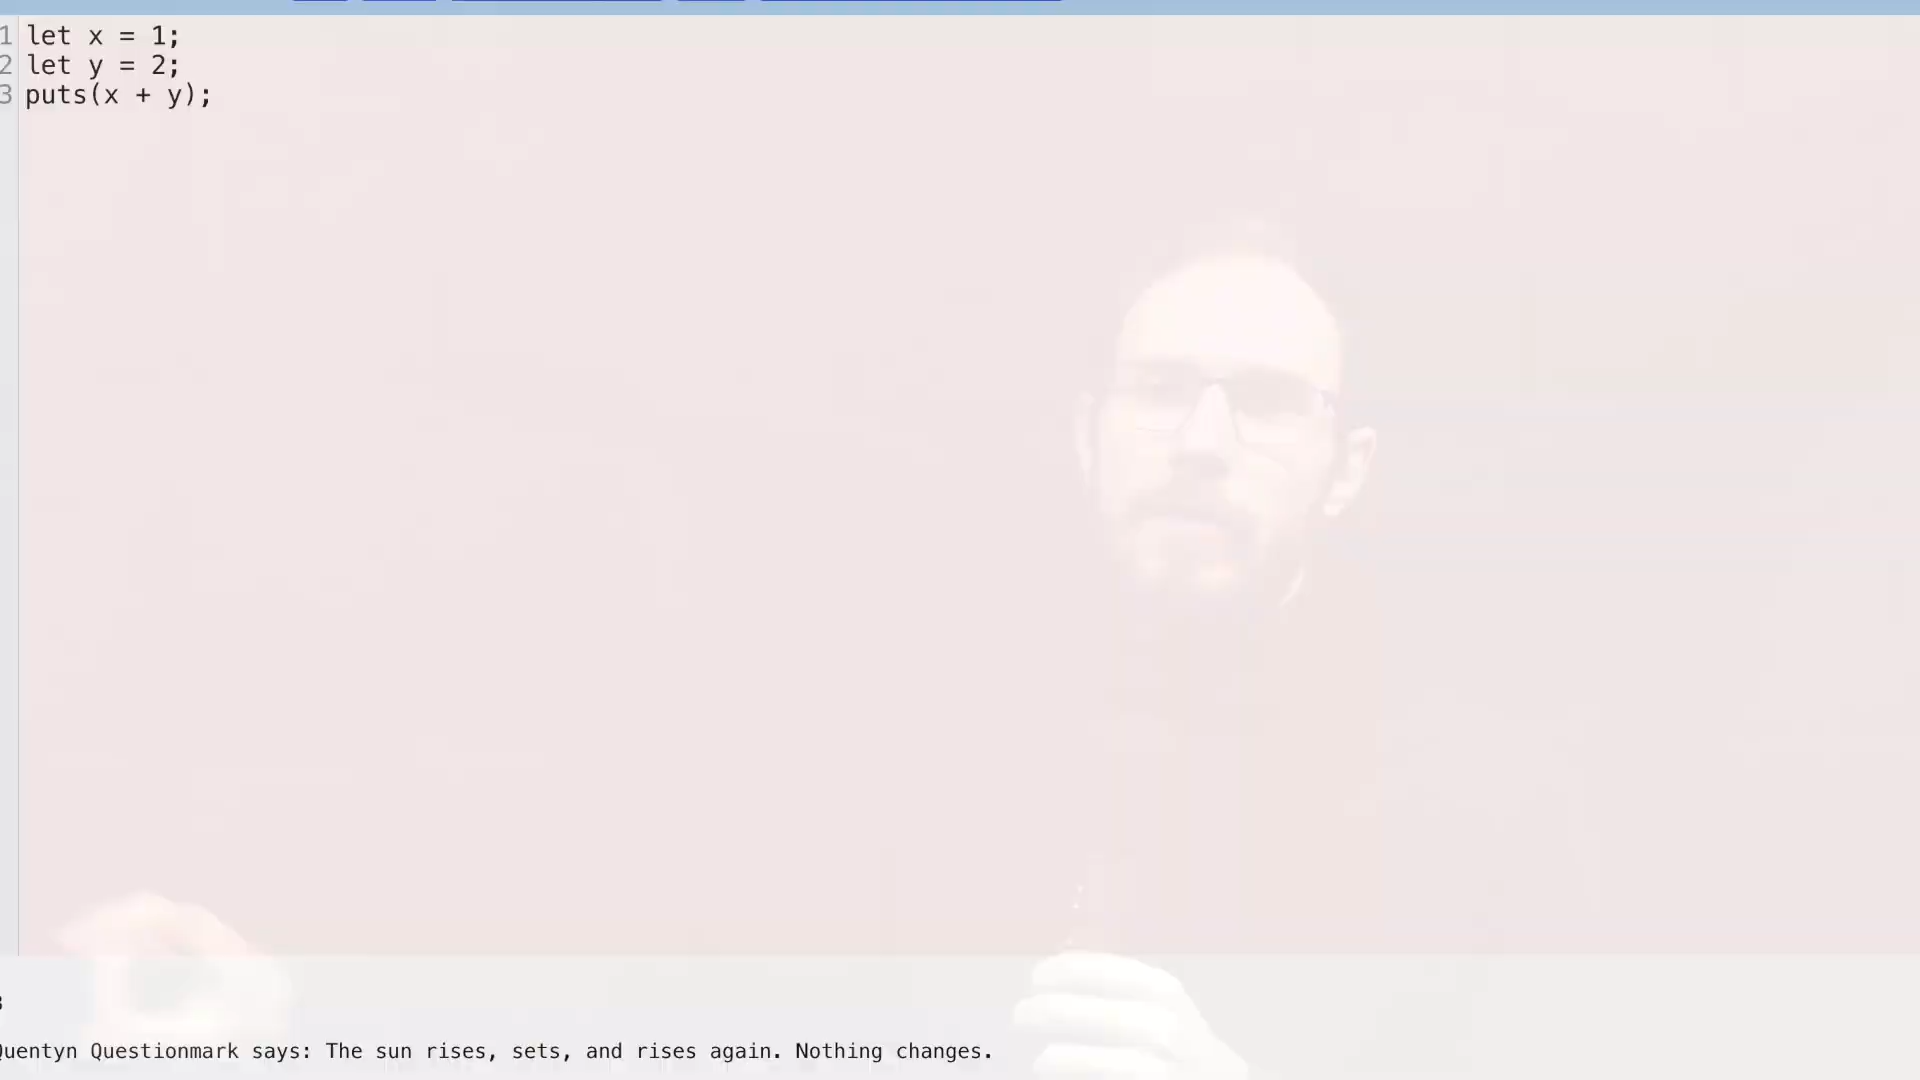 1 let x = 1;
2 let y = 2;
3 puts(x + y);
3
Quentyn Questionmark says: The sun rises, sets, and rises again. Nothing changes.